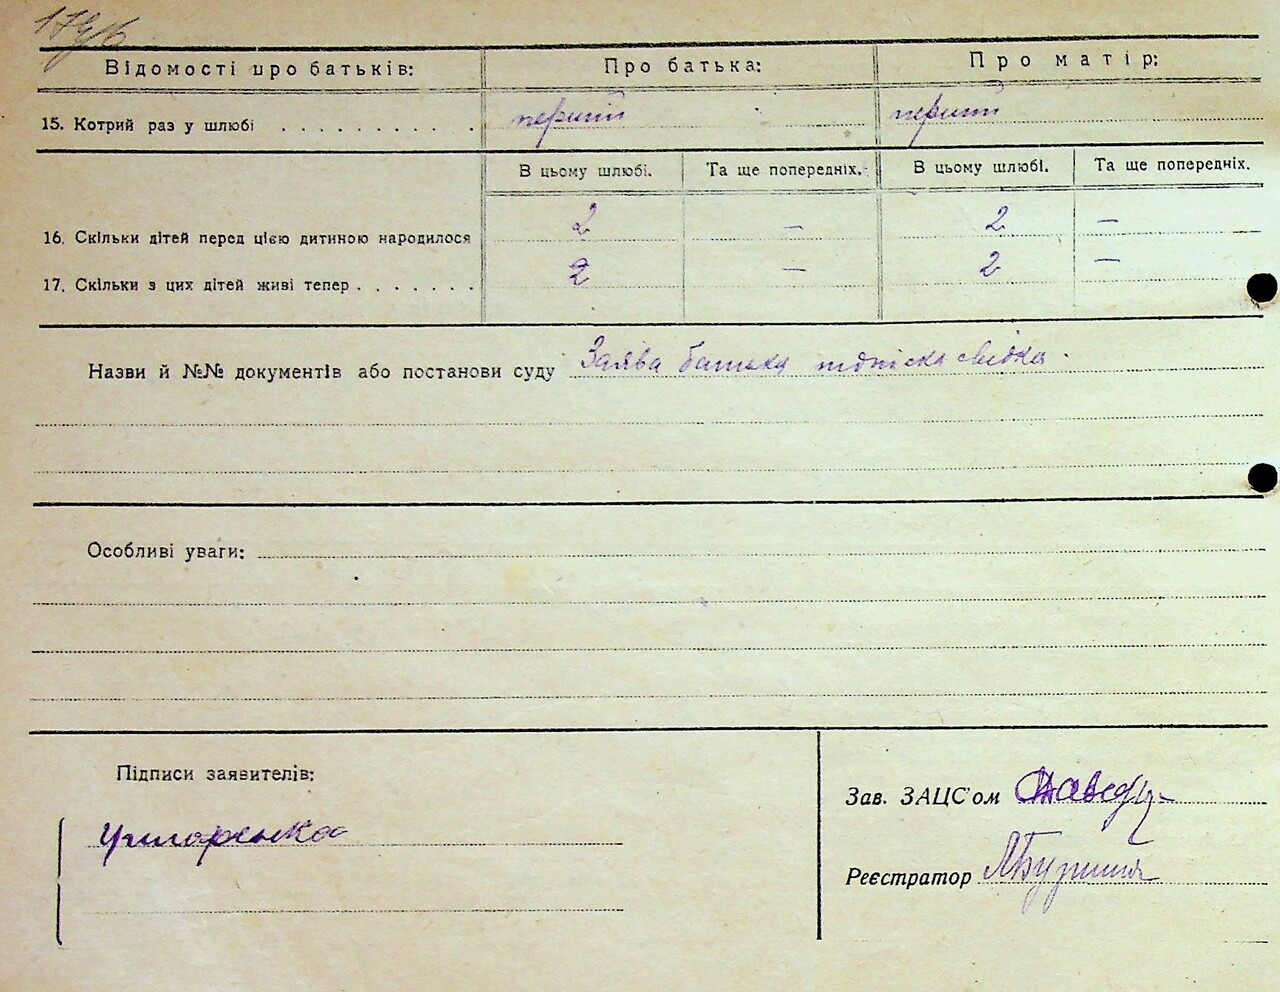 Відомості про батьків: Про батька: Про матір:
15. Котрий раз у шлюбі . . . . . . . . . . перший перший
В цьому шлюбі. Та ще попередніх. В цьому шлюбі. Та ще попередніх.
16. Скільки дітей перед цією дитиною народилося 2 — 2 —
17. Скільки з цих дітей живі тепер . . . . . . . 2 — 2 —
Назви й №№ документів або постанови суду Заява батька підписка свідка.
Особливі уваги:
Підписи заявителів:
Зав. ЗАЦС'ом
Реєстратор